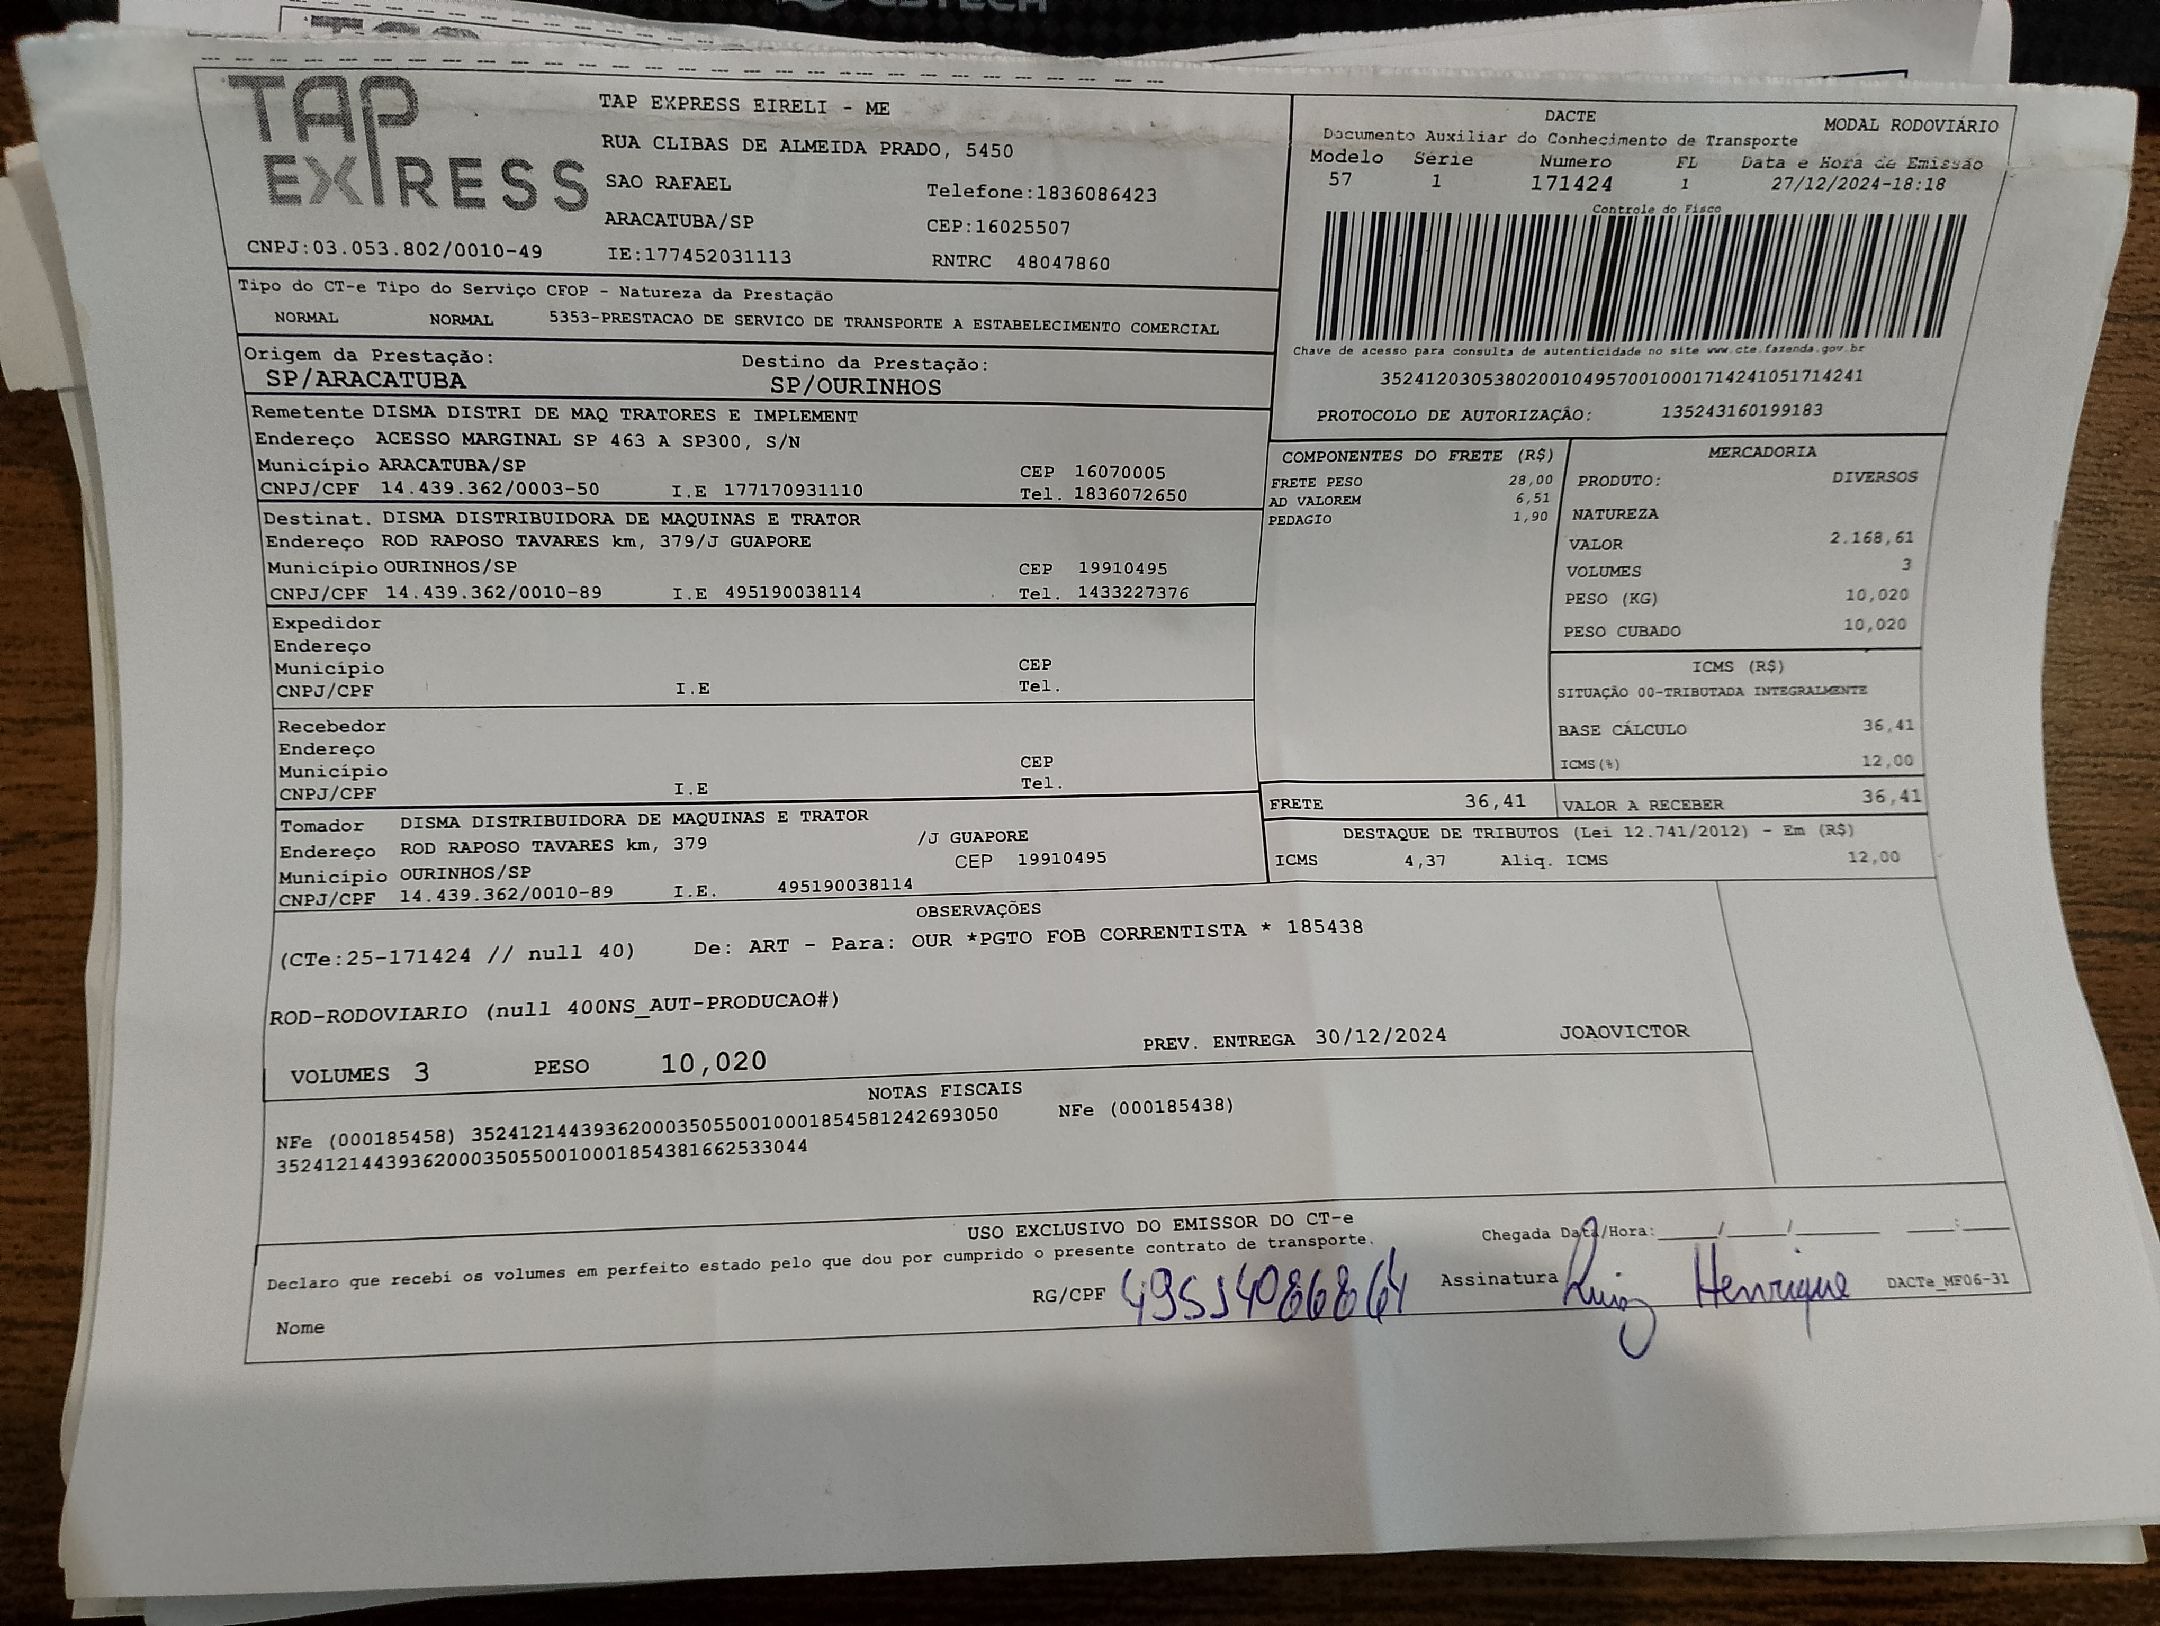 TAP
EXPRESS
TAP EXPRESS EIRELI - ME
RUA CLIBAS DE ALMEIDA PRADO, 5450
SAO RAFAEL Telefone:1836086423
ARACATUBA/SP CEP:16025507
CNPJ:03.053.802/0010-49 IE:177452031113 RNTRC 48047860
DACTE MODAL RODOVIÁRIO
Documento Auxiliar do Conhecimento de Transporte
Modelo Série Numero FL Data e Hora de Emissão
57 1 171424 1 27/12/2024-18:18
Controle do Fisco
Chave de acesso para consulta de autenticidade no site www.cte.fazenda.gov.br
35241203053802001049570010001714241051714241
PROTOCOLO DE AUTORIZAÇÃO: 135243160199183
Tipo do CT-e Tipo do Serviço CFOP - Natureza da Prestação
NORMAL NORMAL 5353-PRESTACAO DE SERVICO DE TRANSPORTE A ESTABELECIMENTO COMERCIAL
Origem da Prestação: Destino da Prestação:
SP/ARACATUBA SP/OURINHOS
Remetente DISMA DISTRI DE MAQ TRATORES E IMPLEMENT
Endereço ACESSO MARGINAL SP 463 A SP300, S/N
Município ARACATUBA/SP CEP 16070005
CNPJ/CPF 14.439.362/0003-50 I.E 177170931110 Tel. 1836072650
Destinat. DISMA DISTRIBUIDORA DE MAQUINAS E TRATOR
Endereço ROD RAPOSO TAVARES km, 379/J GUAPORE
Município OURINHOS/SP CEP 19910495
CNPJ/CPF 14.439.362/0010-89 I.E 495190038114 Tel. 1433227376
Expedidor
Endereço
Município CEP
CNPJ/CPF I.E Tel.
Recebedor
Endereço
Município CEP
CNPJ/CPF I.E Tel.
Tomador DISMA DISTRIBUIDORA DE MAQUINAS E TRATOR
Endereço ROD RAPOSO TAVARES km, 379 /J GUAPORE
Município OURINHOS/SP CEP 19910495
CNPJ/CPF 14.439.362/0010-89 I.E. 495190038114
COMPONENTES DO FRETE (R$)
FRETE PESO 28,00
AD VALOREM 6,51
PEDAGIO 1,90
MERCADORIA
PRODUTO: DIVERSOS
NATUREZA
VALOR 2.168,61
VOLUMES 3
PESO (KG) 10,020
PESO CUBADO 10,020
ICMS (R$)
SITUAÇÃO 00-TRIBUTADA INTEGRALMENTE
BASE CÁLCULO 36,41
ICMS(%) 12,00
FRETE 36,41 VALOR A RECEBER 36,41
DESTAQUE DE TRIBUTOS (Lei 12.741/2012) - Em (R$)
ICMS 4,37 Aliq. ICMS 12,00
OBSERVAÇÕES
(CTe:25-171424 // null 40) De: ART - Para: OUR *PGTO FOB CORRENTISTA * 185438
ROD-RODOVIARIO (null 400NS_AUT-PRODUCAO#)
VOLUMES 3 PESO 10,020 PREV. ENTREGA 30/12/2024 JOAOVICTOR
NOTAS FISCAIS
NFe (000185458) 35241214439362000350550010001854581242693050 NFe (000185438)
35241214439362000350550010001854381662533044
USO EXCLUSIVO DO EMISSOR DO CT-e
Chegada Data/Hora: ____/____/______ ____:____
Declaro que recebi os volumes em perfeito estado pelo que dou por cumprido o presente contrato de transporte.
Nome RG/CPF Assinatura Luiz Henrique DACTe_MF06-31